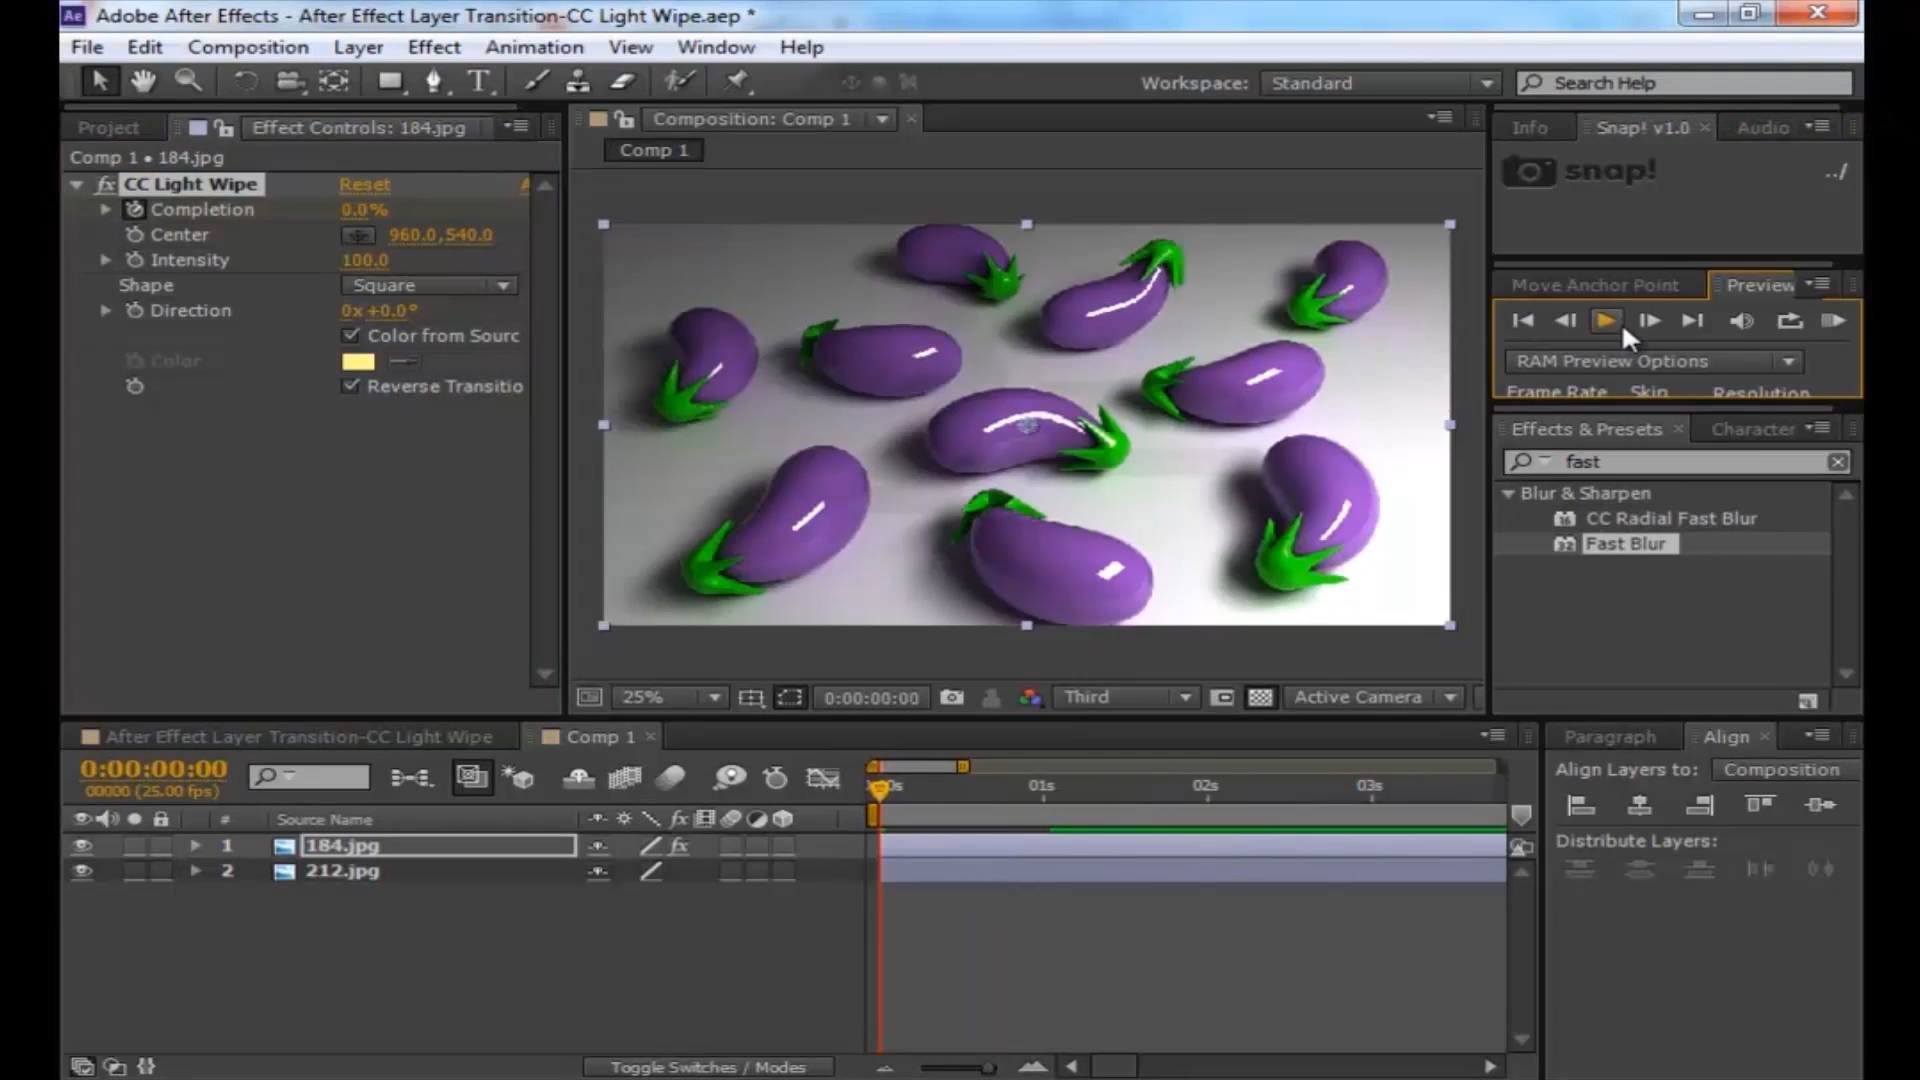 Ae Adobe After Effects - After Effect Layer Transition-CC Light Wipe.aep *
File Edit Composition Layer Effect Animation View Window Help
Workspace: Standard Search Help
Project Effect Controls: 184.jpg
Composition: Comp 1
Info Snap! v1.0 Audio
Comp 1
Comp 1 • 184.jpg
snap! ../
fx CC Light Wipe Reset
Completion 0.0%
Center 960.0,540.0
Intensity 100.0
Shape Square
Direction 0x+0.0°
Color from Sourc
Color
Reverse Transitio
Move Anchor Point Preview
RAM Preview Options
Frame Rate Skip Resolution
Effects & Presets Character
fast
Blur & Sharpen
CC Radial Fast Blur
Fast Blur
25% 0:00:00:00 Third Active Camera
After Effect Layer Transition-CC Light Wipe Comp 1
Paragraph Align
0:00:00:00
00000 (25.00 fps)
01s 02s 03s
Align Layers to: Composition
# Source Name fx
1 184.jpg fx
2 212.jpg
Distribute Layers:
Toggle Switches / Modes